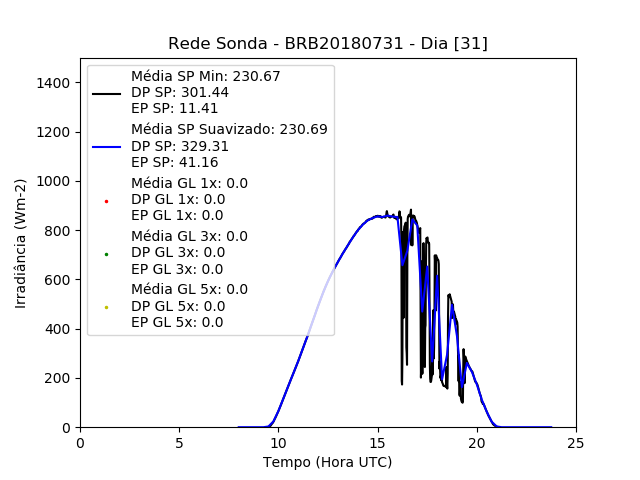 Rede Sonda - BRB20180731 - Dia [31]
Média SP Min: 230.67
DP SP: 301.44
EP SP: 11.41
Média SP Suavizado: 230.69
DP SP: 329.31
EP SP: 41.16
Média GL 1x: 0.0
DP GL 1x: 0.0
EP GL 1x: 0.0
Média GL 3x: 0.0
DP GL 3x: 0.0
EP GL 3x: 0.0
Média GL 5x: 0.0
DP GL 5x: 0.0
EP GL 5x: 0.0
Irradiância (Wm-2)
1400
1200
1000
800
600
400
200
0
0 5 10 15 20 25
Tempo (Hora UTC)